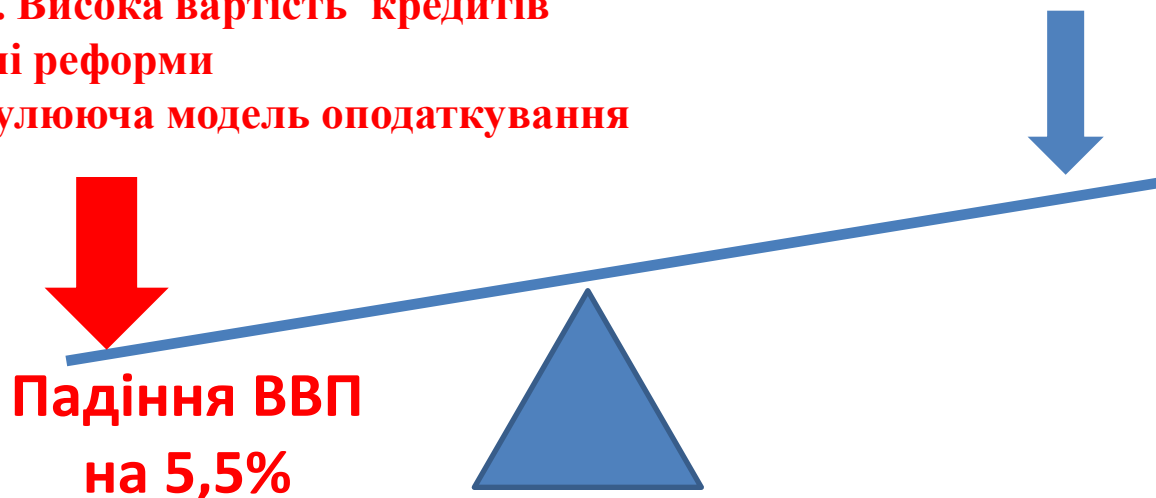 . Висока вартість кредитів
ні реформи
улююча модель оподаткування
Падіння ВВП
на 5,5%